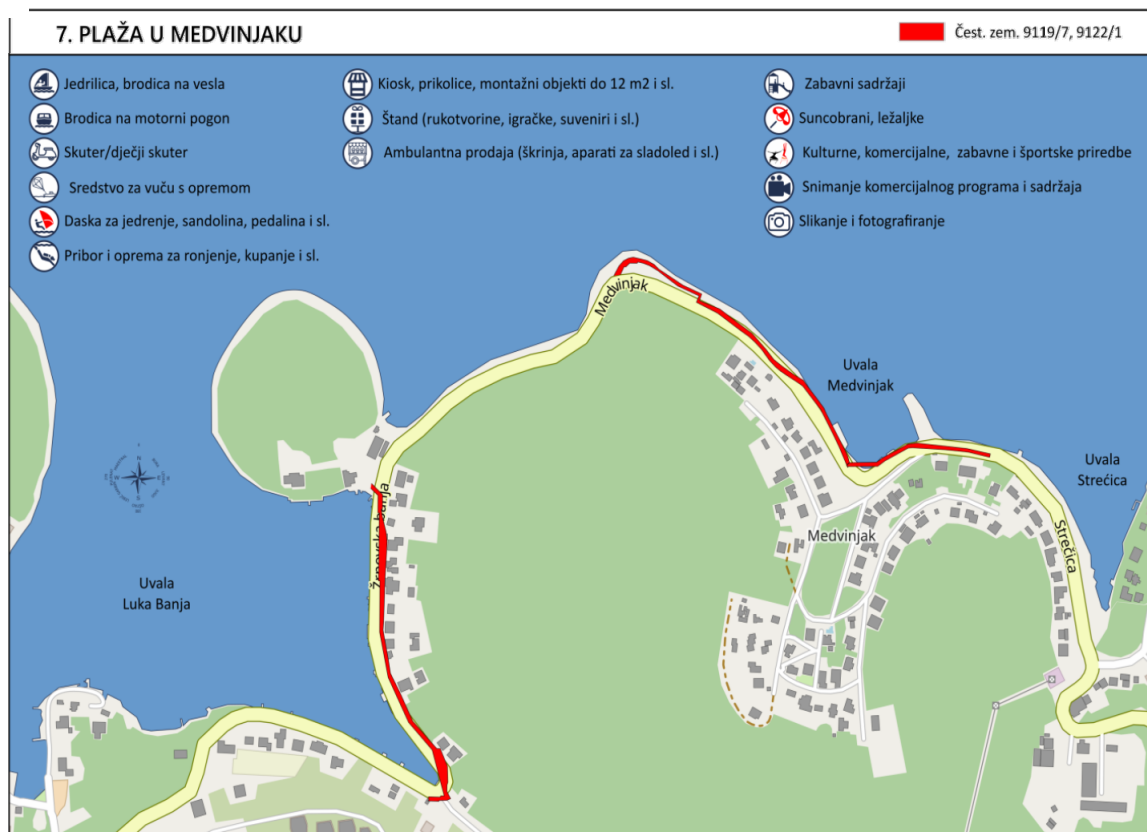 7. PLAŽA U MEDVINJAKU
Čest. zem. 9119/7, 9122/1
Jedrilica, brodica na vesla
Brodica na motorni pogon
Skuter/dječji skuter
Sredstvo za vuču s opremom
Daska za jedrenje, sandolina, pedalina i sl.
Pribor i oprema za ronjenje, kupanje i sl.
Kiosk, prikolice, montažni objekti do 12 m2 i sl.
Štand (rukotvorine, igračke, suveniri i sl.)
Ambulantna prodaja (škrinja, aparati za sladoled i sl.)
Zabavni sadržaji
Suncobrani, ležaljke
Kulturne, komercijalne, zabavne i športske priredbe
Snimanje komercijalnog programa i sadržaja
Slikanje i fotografiranje
Medvinjak
Uvala
Medvinjak
Uvala
Strećica
Žrnovska banja
Medvinjak
Strećica
Uvala
Luka Banja